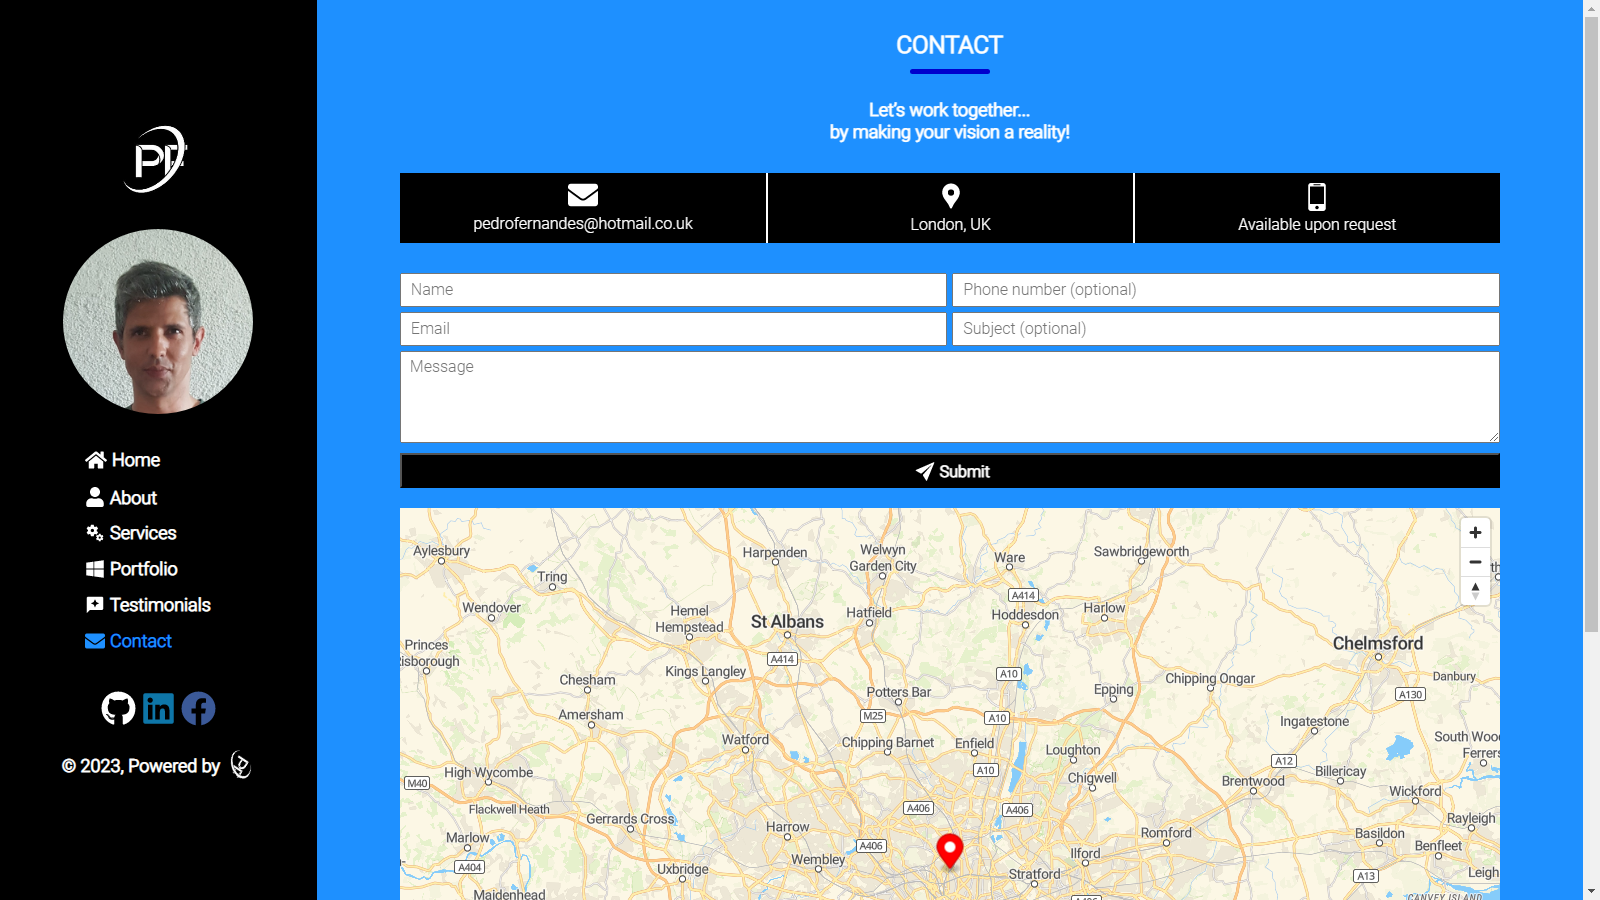 PF
Home
About
Services
Portfolio
Testimonials
Contact
© 2023, Powered by
CONTACT
Let's work together...
by making your vision a reality!
pedrofernandes@hotmail.co.uk
London, UK
Available upon request
Name
Phone number (optional)
Email
Subject (optional)
Message
Submit
Aylesbury
Harpenden
Welwyn
Garden City
Ware
Sawbridgeworth
Tring
Wendover
Hemel
Hempstead
St Albans
Hatfield
A414
Hoddesdon
Harlow
Princes
Risborough
A414
Chelmsford
Kings Langley
A10
Chesham
Potters Bar
Epping
Chipping Ongar
Danbury
A130
Amersham
M25
A10
Ingatestone
Watford
Chipping Barnet
Enfield
Loughton
South Woo
Ferrers
High Wycombe
A10
Chigwell
A12
Billericay
M40
Brentwood
Wickford
Flackwell Heath
A406
A406
Gerrards Cross
Harrow
Romford
Rayleigh
Marlow
A406
Basildon
Benfleet
A404
Wembley
Ilford
Uxbridge
Stratford
A13
Leigh
Maidenhead
A406
CANVEY ISLAND